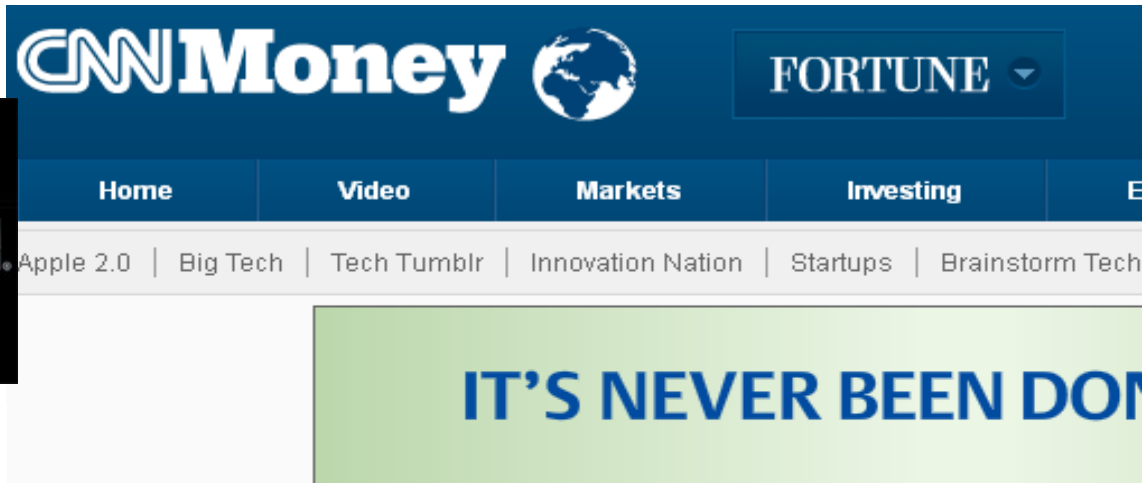 CNNMoney FORTUNE
Home Video Markets Investing E
Apple 2.0 | Big Tech | Tech Tumblr | Innovation Nation | Startups | Brainstorm Tech
IT'S NEVER BEEN DON